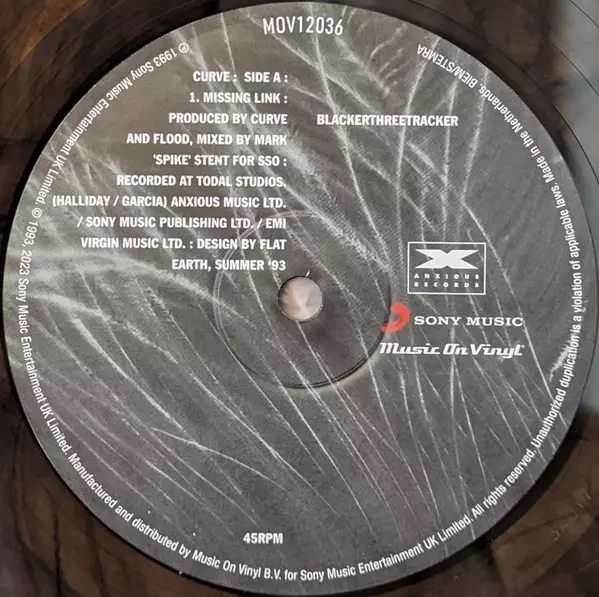 MOV12036
CURVE : SIDE A :
1. MISSING LINK :
PRODUCED BY CURVE
AND FLOOD, MIXED BY MARK
'SPIKE' STENT FOR SSO :
RECORDED AT TODAL STUDIOS.
(HALLIDAY / GARCIA) ANXIOUS MUSIC LTD.
/ SONY MUSIC PUBLISHING LTD. / EMI
VIRGIN MUSIC LTD. : DESIGN BY FLAT
EARTH, SUMMER '93
BLACKERTHREETRACKER
ANXIOUS
RECORDS
SONY MUSIC
Music On Vinyl
45RPM
℗ 1993 Sony Music Entertainment UK Limited. © 1993, 2023 Sony Music Entertainment UK Limited. Manufactured and distributed by Music On Vinyl B.V. for Sony Music Entertainment UK Limited. All rights reserved. Unauthorized duplication is a violation of applicable laws. Made in the Netherlands. BIEM/STEMRA